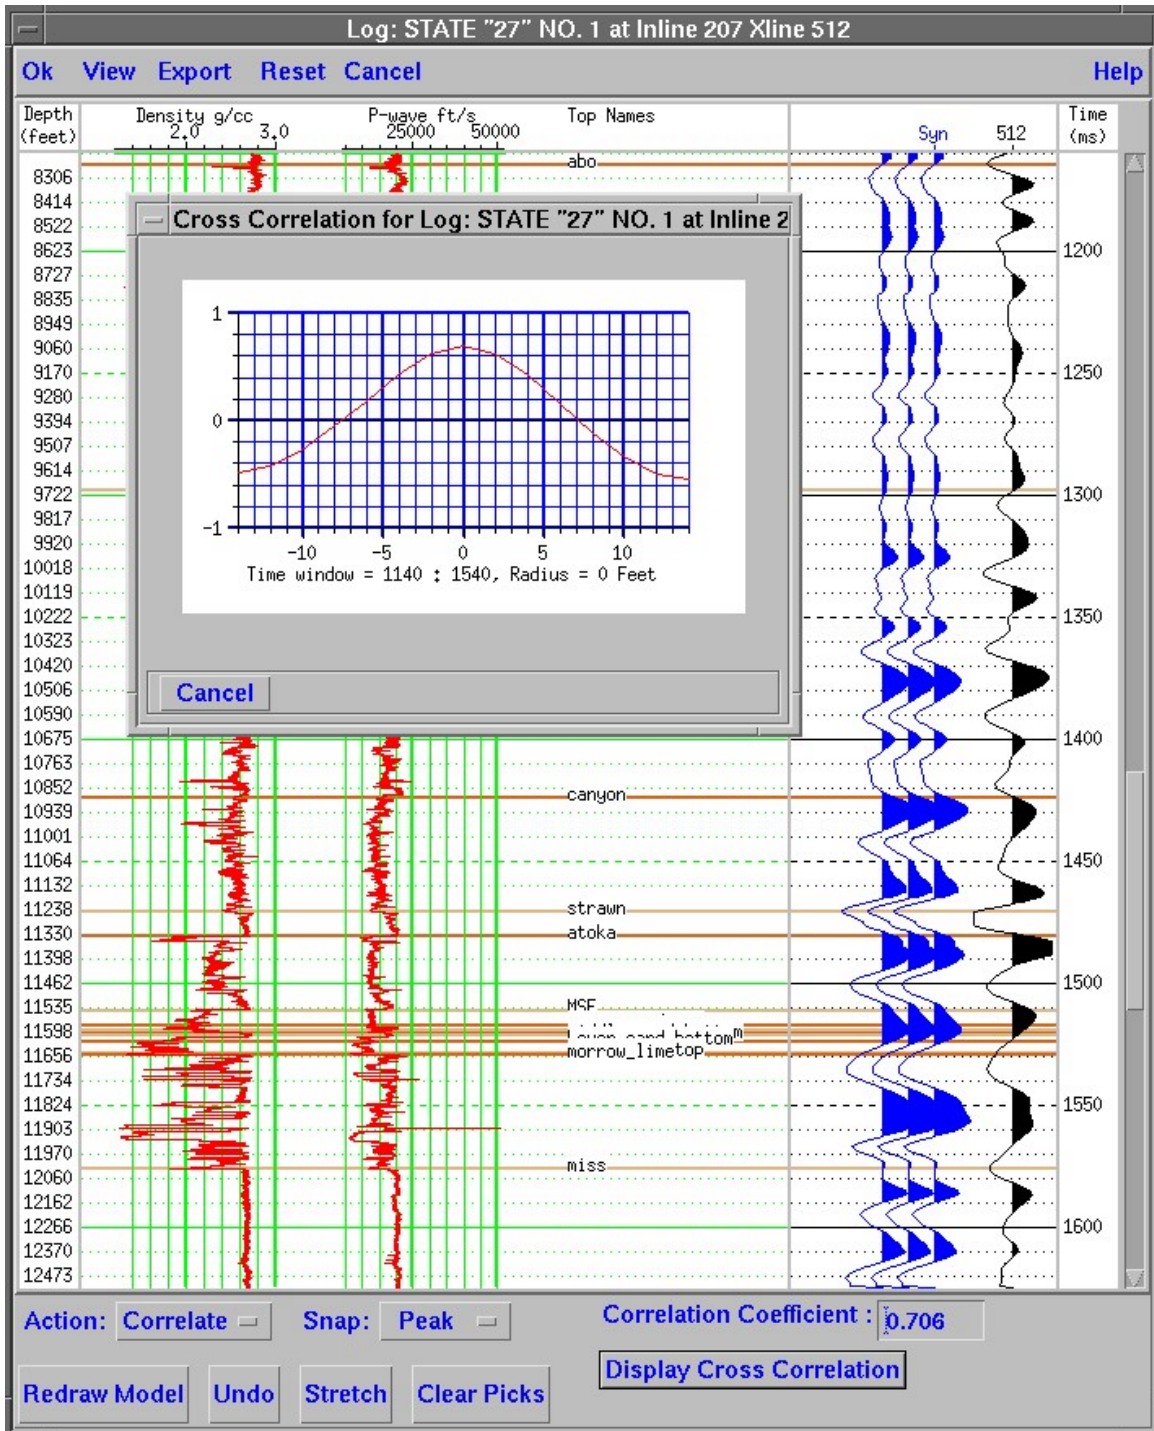 Log: STATE "27" NO. 1 at Inline 207 Xline 512
Ok View Export Reset Cancel Help
Depth (feet)
Density g/cc
2.0 3.0
P-wave ft/s
25000 50000
Top Names
Syn 512
Time (ms)
abo
8306
8414
8522
8623 1200
8727
8835
8949
9060
9170 1250
9280
9394
9507
9614
9722 1300
9817
9920
10018
10119
10222 1350
10323
10420
10506
10590
10675 1400
10763
10852
canyon
10939
11001
11064 1450
11132
11238 strawn
11330 atoka
11398
11462 1500
11535 MSF
11598
bottom
11656 morrow_limetop
11734
11824 1550
11903
11970
miss
12060
12162
12266 1600
12370
12473
Cross Correlation for Log: STATE "27" NO. 1 at Inline 2
1
0
-1
-10 -5 0 5 10
Time window = 1140 : 1540, Radius = 0 Feet
Cancel
Action: Correlate Snap: Peak Correlation Coefficient : 0.706
Display Cross Correlation
Redraw Model Undo Stretch Clear Picks